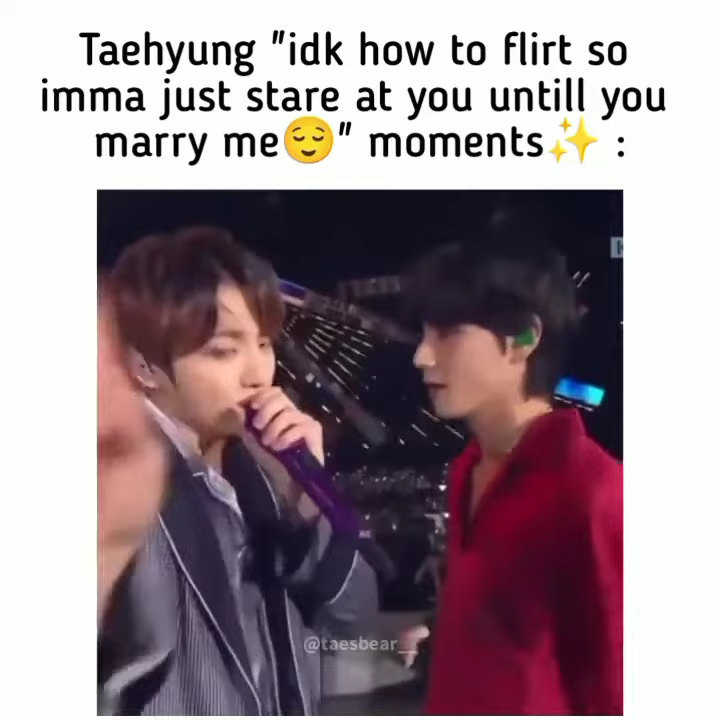 Taehyung "idk how to flirt so
imma just stare at you untill you
marry me😌" moments✨ :
@taesbear__